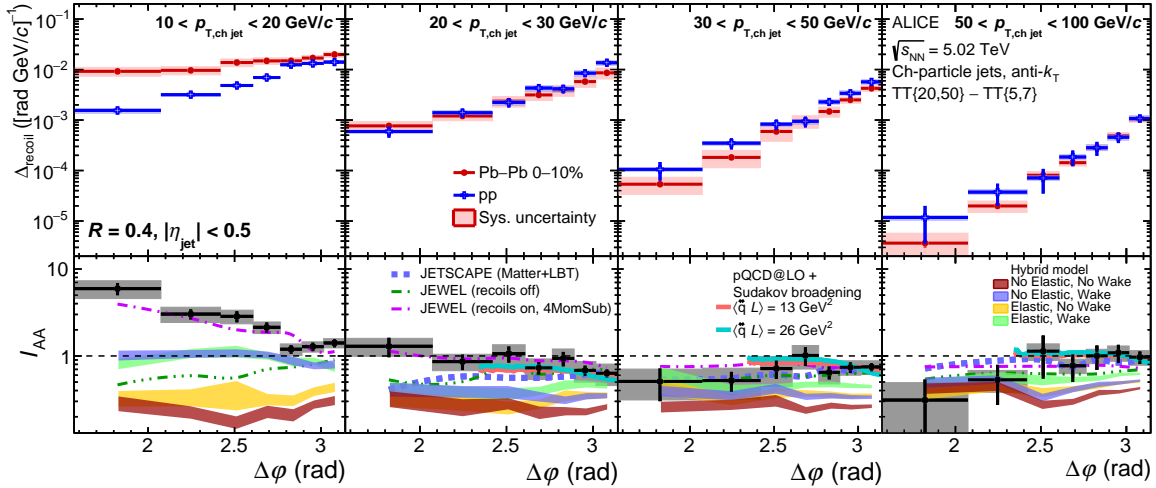 10 < p_T,ch jet < 20 GeV/c
20 < p_T,ch jet < 30 GeV/c
30 < p_T,ch jet < 50 GeV/c
50 < p_T,ch jet < 100 GeV/c
Δ_recoil ([rad GeV/c]^−1)
10^−1
10^−2
10^−3
10^−4
10^−5
R = 0.4, |η_jet| < 0.5
Pb−Pb 0−10%
pp
Sys. uncertainty
ALICE
√s_NN = 5.02 TeV
Ch-particle jets, anti-k_T
TT{20,50} − TT{5,7}
I_AA
10
1
JETSCAPE (Matter+LBT)
JEWEL (recoils off)
JEWEL (recoils on, 4MomSub)
pQCD@LO +
Sudakov broadening
⟨q̂ L⟩ = 13 GeV^2
⟨q̂ L⟩ = 26 GeV^2
Hybrid model
No Elastic, No Wake
No Elastic, Wake
Elastic, No Wake
Elastic, Wake
2 2.5 3
2 2.5 3
2 2.5 3
2 2.5 3
Δφ (rad)
Δφ (rad)
Δφ (rad)
Δφ (rad)